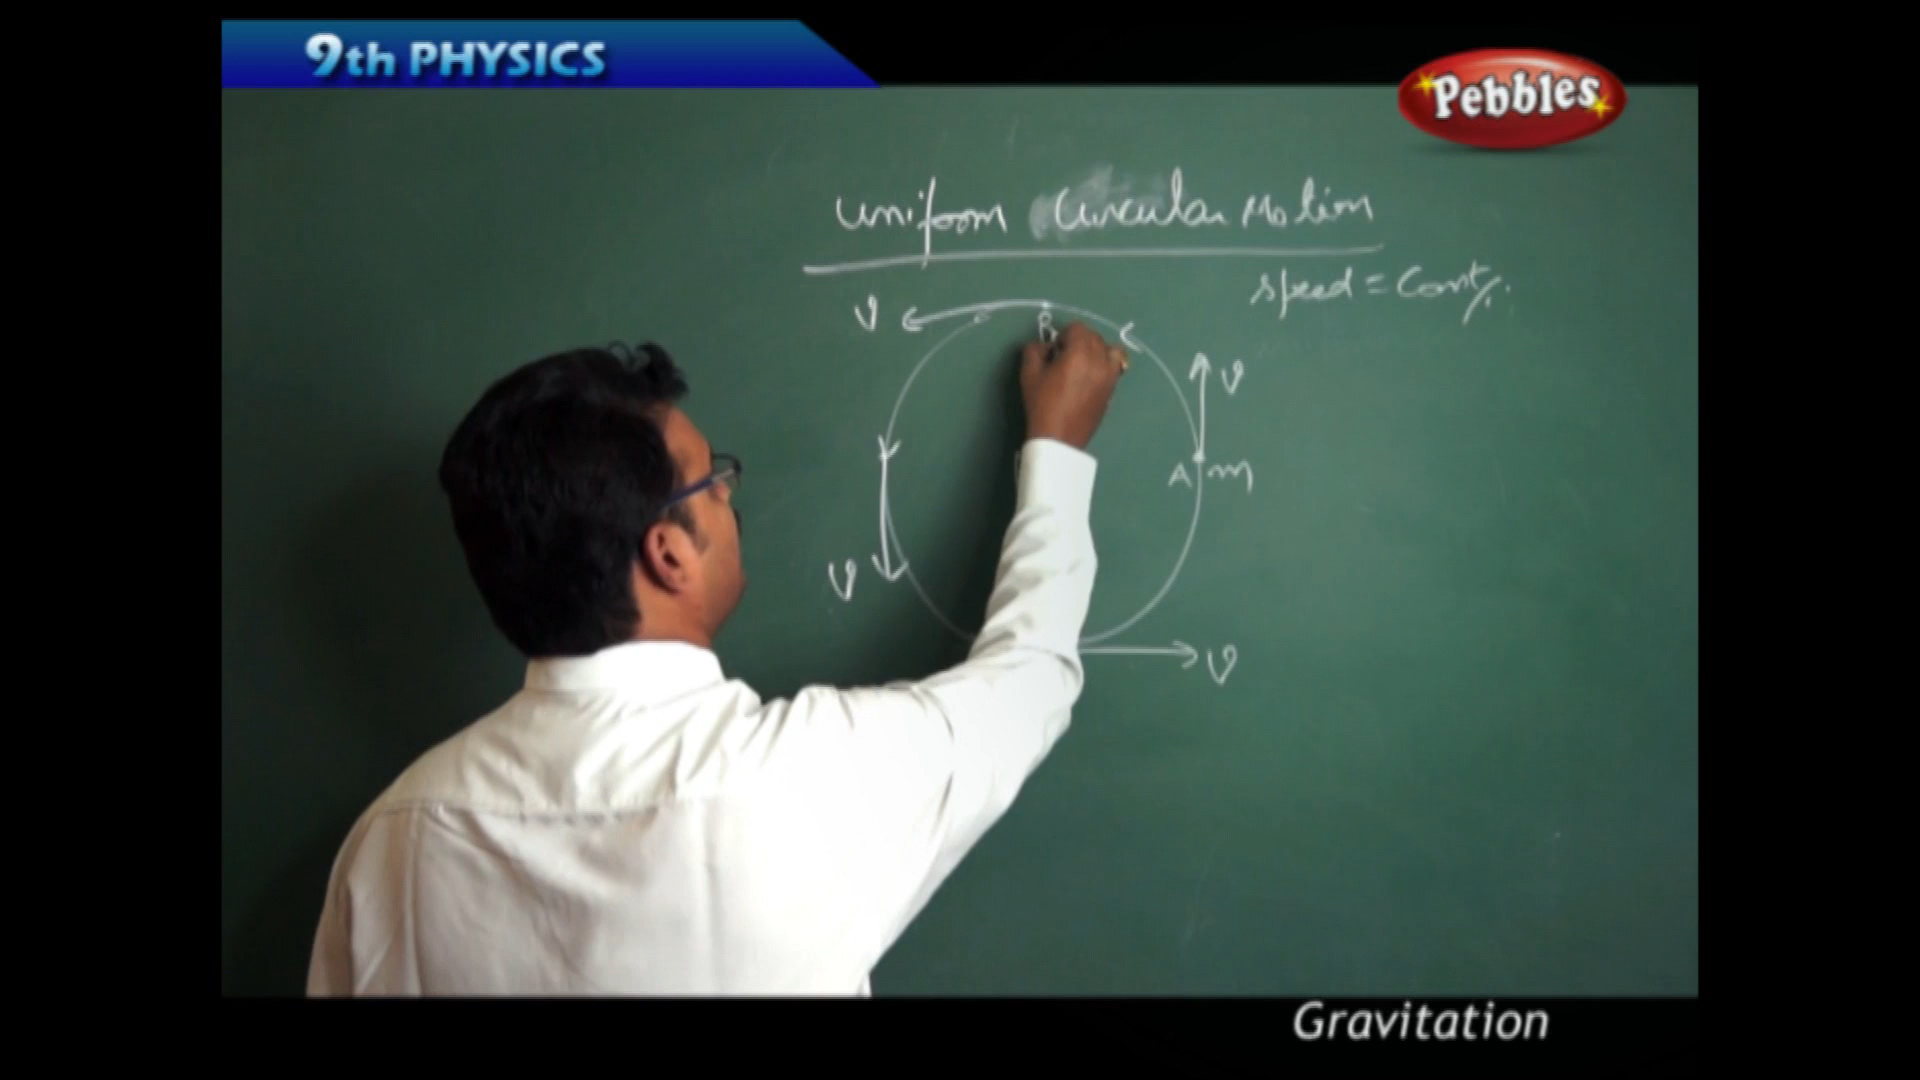 9th PHYSICS
Pebbles
Uniform Circular Motion
Speed = Const/.
V
B
V
A m
V
V
Gravitation